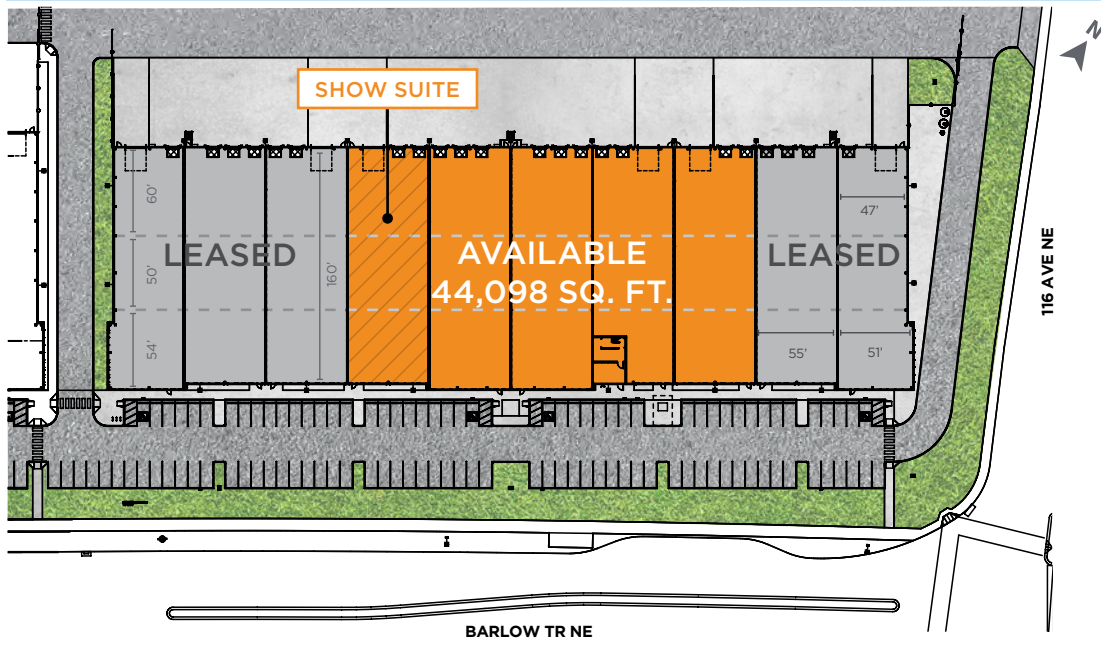 N
SHOW SUITE
60'
47'
LEASED
AVAILABLE
LEASED
50'
160'
44,098 SQ. FT.
116 AVE NE
54'
55'
51'
BARLOW TR NE